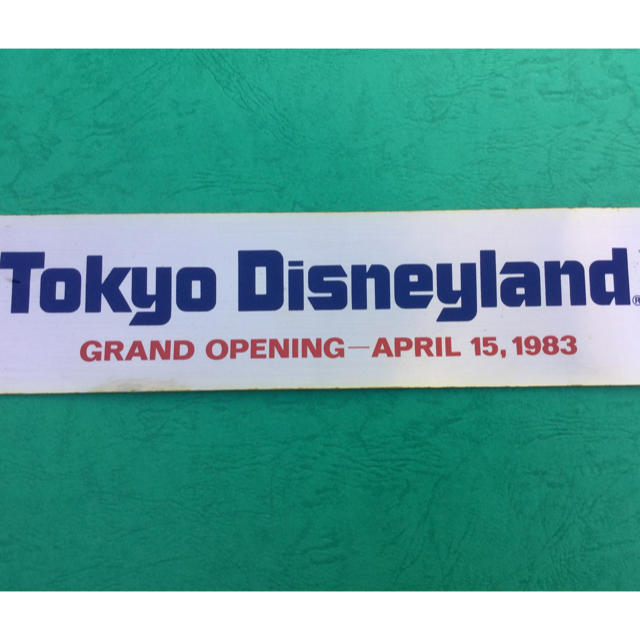 Tokyo Disneyland®
GRAND OPENING—APRIL 15, 1983